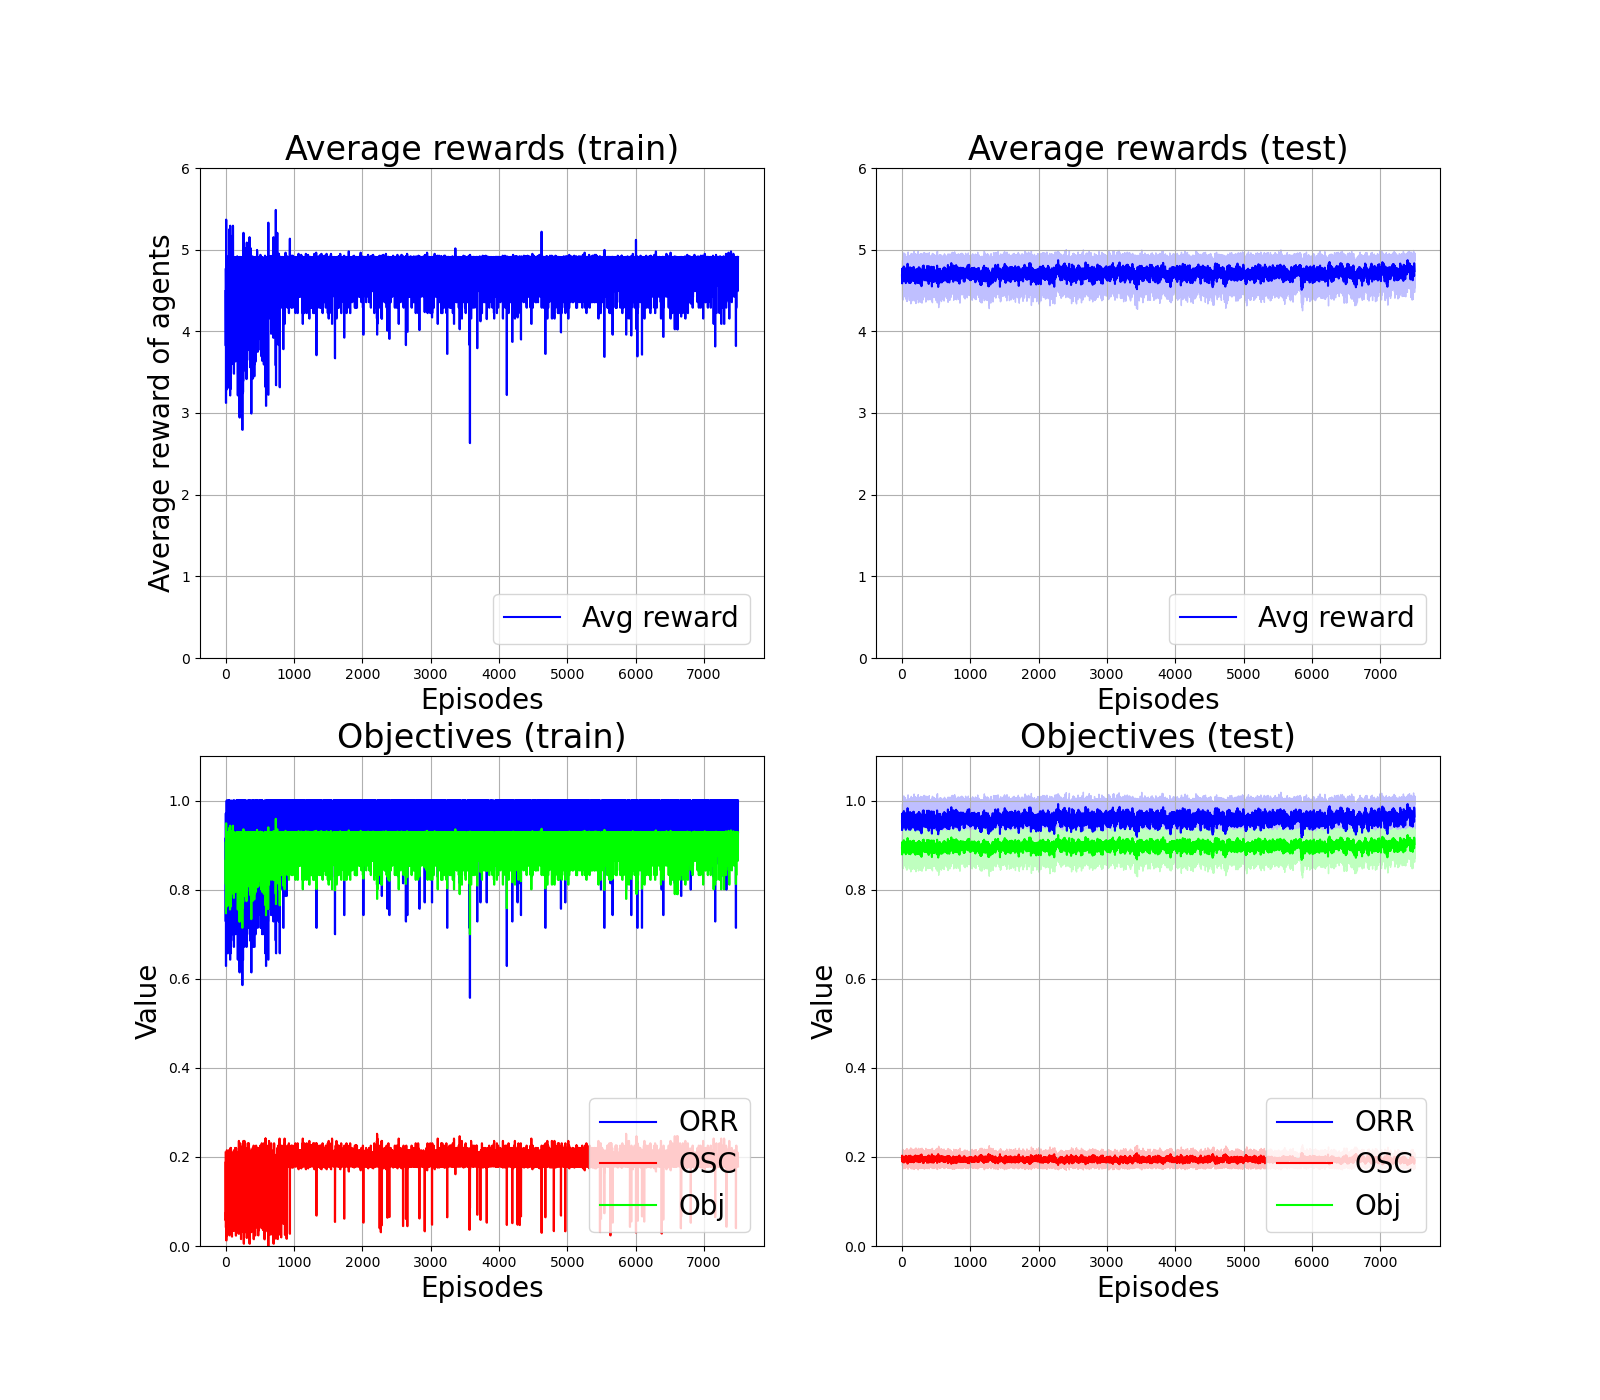 Average rewards (train)
Average reward of agents
6
5
4
3
2
1
0
0 1000 2000 3000 4000 5000 6000 7000
Episodes
Avg reward
Average rewards (test)
6
5
4
3
2
1
0
0 1000 2000 3000 4000 5000 6000 7000
Episodes
Avg reward
Objectives (train)
Value
1.0
0.8
0.6
0.4
0.2
0.0
0 1000 2000 3000 4000 5000 6000 7000
Episodes
ORR
OSC
Obj
Objectives (test)
Value
1.0
0.8
0.6
0.4
0.2
0.0
0 1000 2000 3000 4000 5000 6000 7000
Episodes
ORR
OSC
Obj